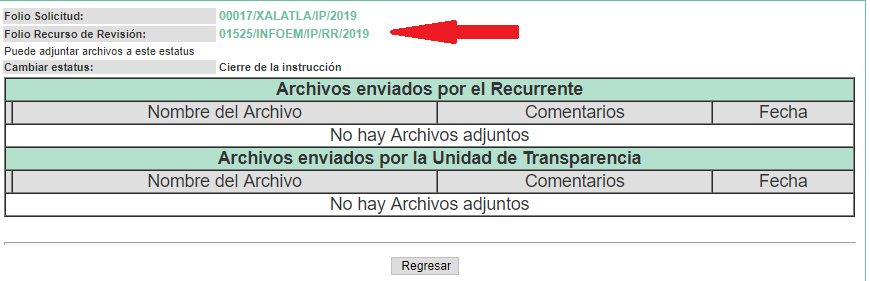 Folio Solicitud: 00017/XALATLA/IP/2019
Folio Recurso de Revisión: 01525/INFOEM/IP/RR/2019
Puede adjuntar archivos a este estatus
Cambiar estatus: Cierre de la instrucción
Archivos enviados por el Recurrente
Nombre del Archivo Comentarios Fecha
No hay Archivos adjuntos
Archivos enviados por la Unidad de Transparencia
Nombre del Archivo Comentarios Fecha
No hay Archivos adjuntos
Regresar